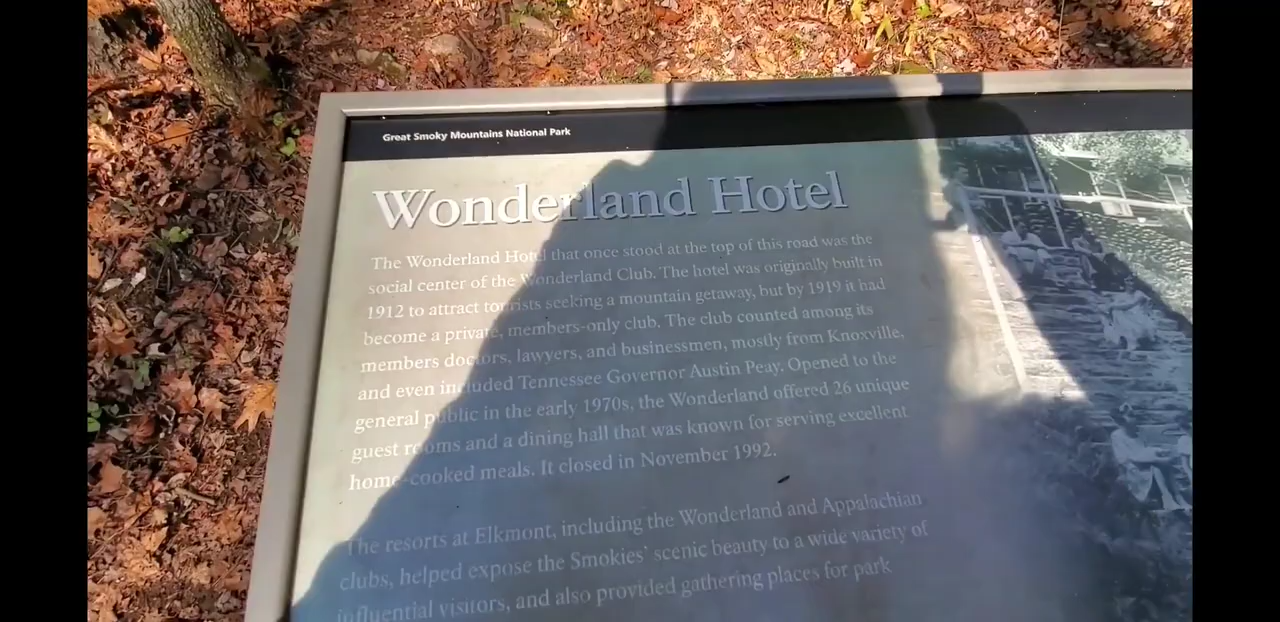 Great Smoky Mountains National Park
Wonderland Hotel
The Wonderland Hotel that once stood at the top of this road was the
social center of the Wonderland Club. The hotel was originally built in
1912 to attract tourists seeking a mountain getaway, but by 1919 it had
become a private, members-only club. The club counted among its
members doctors, lawyers, and businessmen, mostly from Knoxville,
and even included Tennessee Governor Austin Peay. Opened to the
general public in the early 1970s, the Wonderland offered 26 unique
guest rooms and a dining hall that was known for serving excellent
home-cooked meals. It closed in November 1992.
The resorts at Elkmont, including the Wonderland and Appalachian
clubs, helped expose the Smokies' scenic beauty to a wide variety of
influential visitors, and also provided gathering places for park